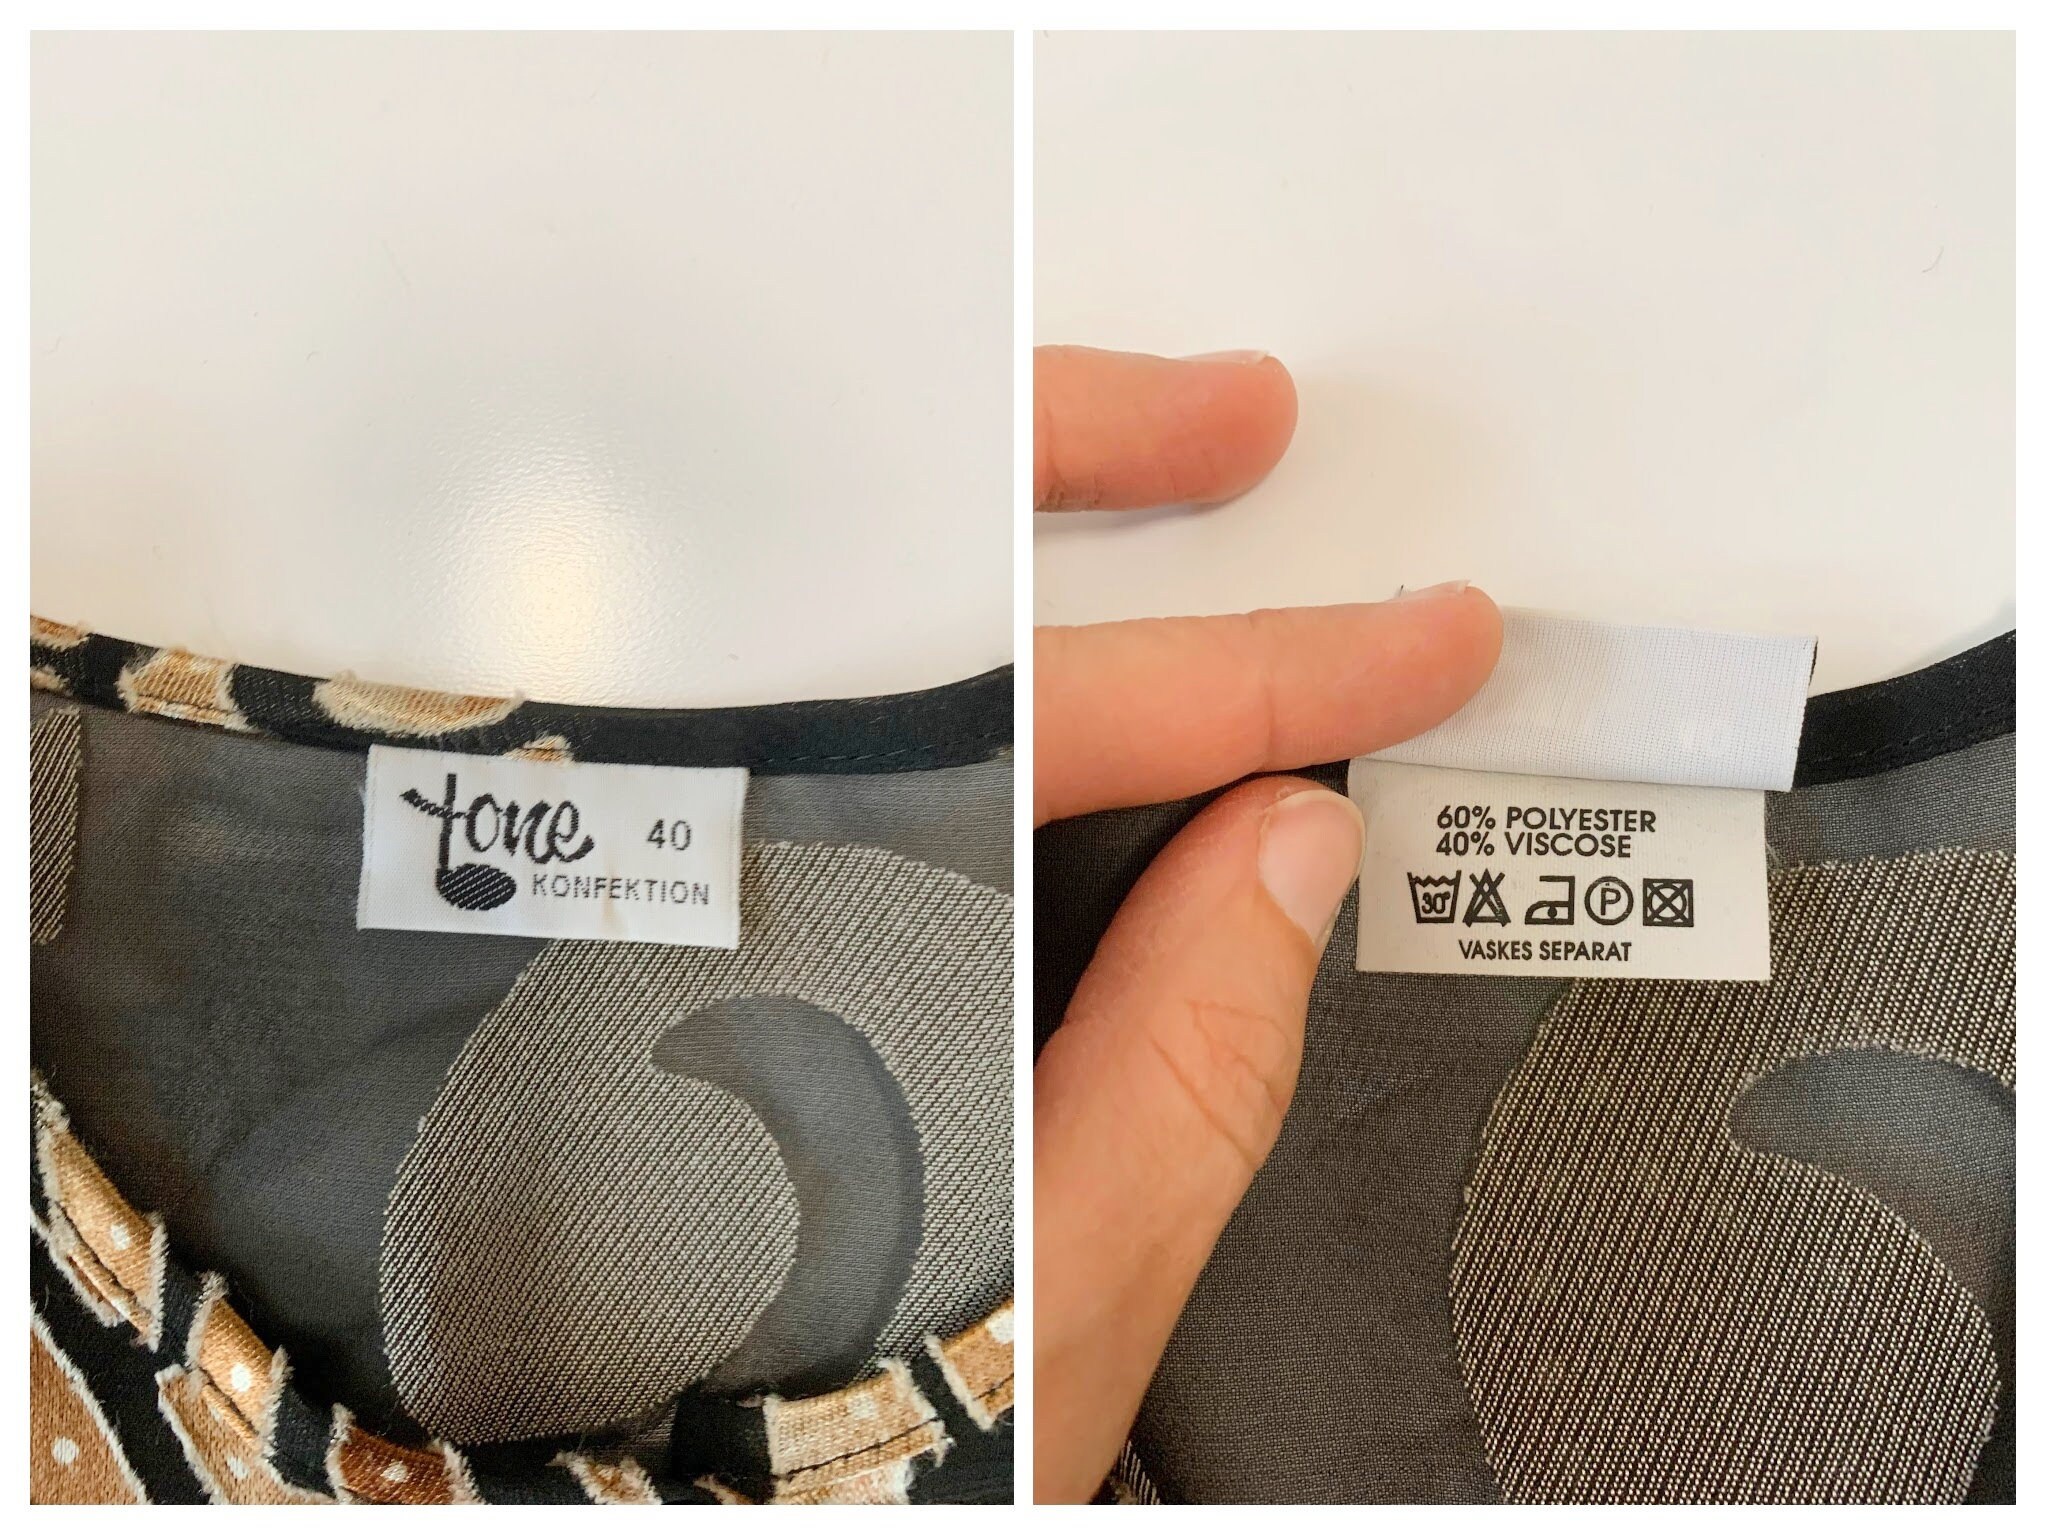 tone 40
KONFEKTION
60% POLYESTER
40% VISCOSE
30° P
VASKES SEPARAT